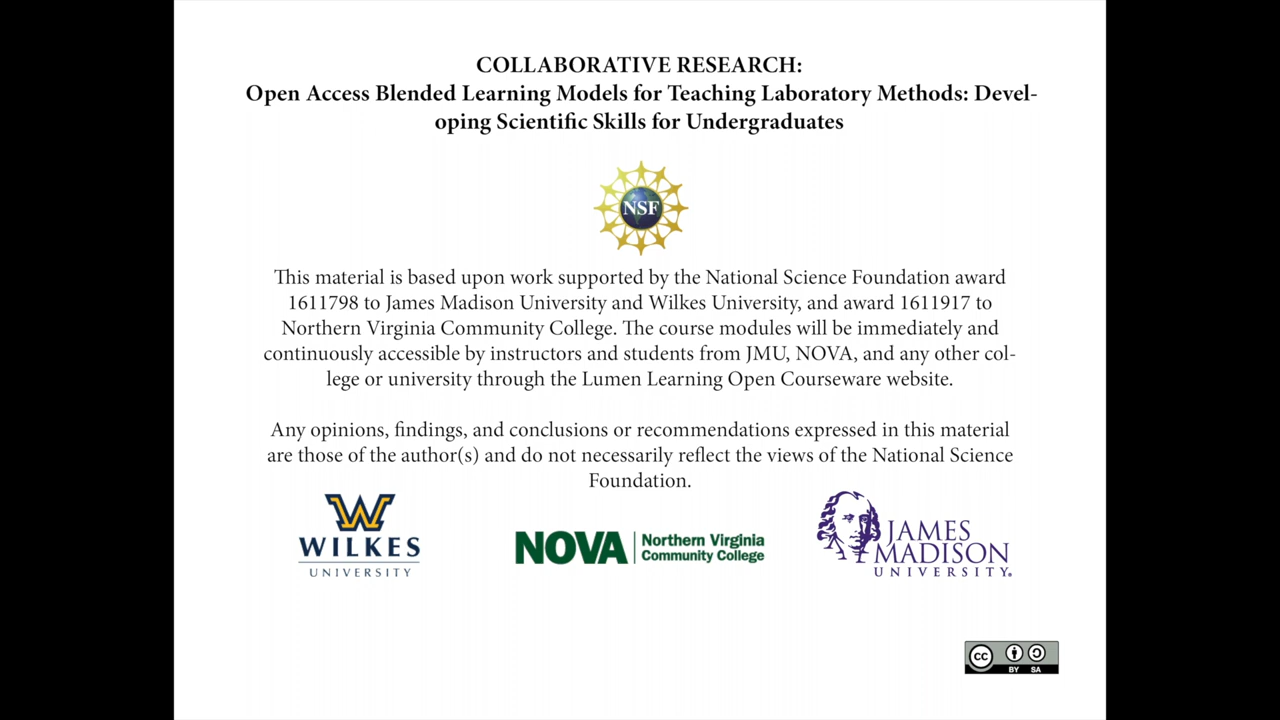 COLLABORATIVE RESEARCH:
Open Access Blended Learning Models for Teaching Laboratory Methods: Devel-
oping Scientific Skills for Undergraduates
NSF
This material is based upon work supported by the National Science Foundation award
1611798 to James Madison University and Wilkes University, and award 1611917 to
Northern Virginia Community College. The course modules will be immediately and
continuously accessible by instructors and students from JMU, NOVA, and any other col-
lege or university through the Lumen Learning Open Courseware website.
Any opinions, findings, and conclusions or recommendations expressed in this material
are those of the author(s) and do not necessarily reflect the views of the National Science
Foundation.
W
WILKES
UNIVERSITY
NOVA
Northern Virginia
Community College
JAMES
MADISON
UNIVERSITY.
cc
BY SA